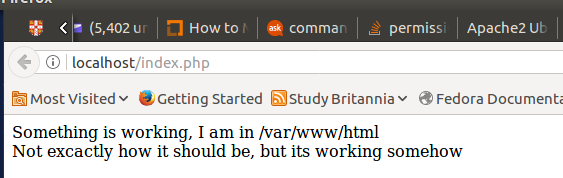 Firefox
(5,402 ur
How to M
comman
permissi
Apache2 Ub
localhost/index.php
Most Visited
Getting Started
Study Britannia
Fedora Documenta
Something is working, I am in /var/www/html
Not excactly how it should be, but its working somehow